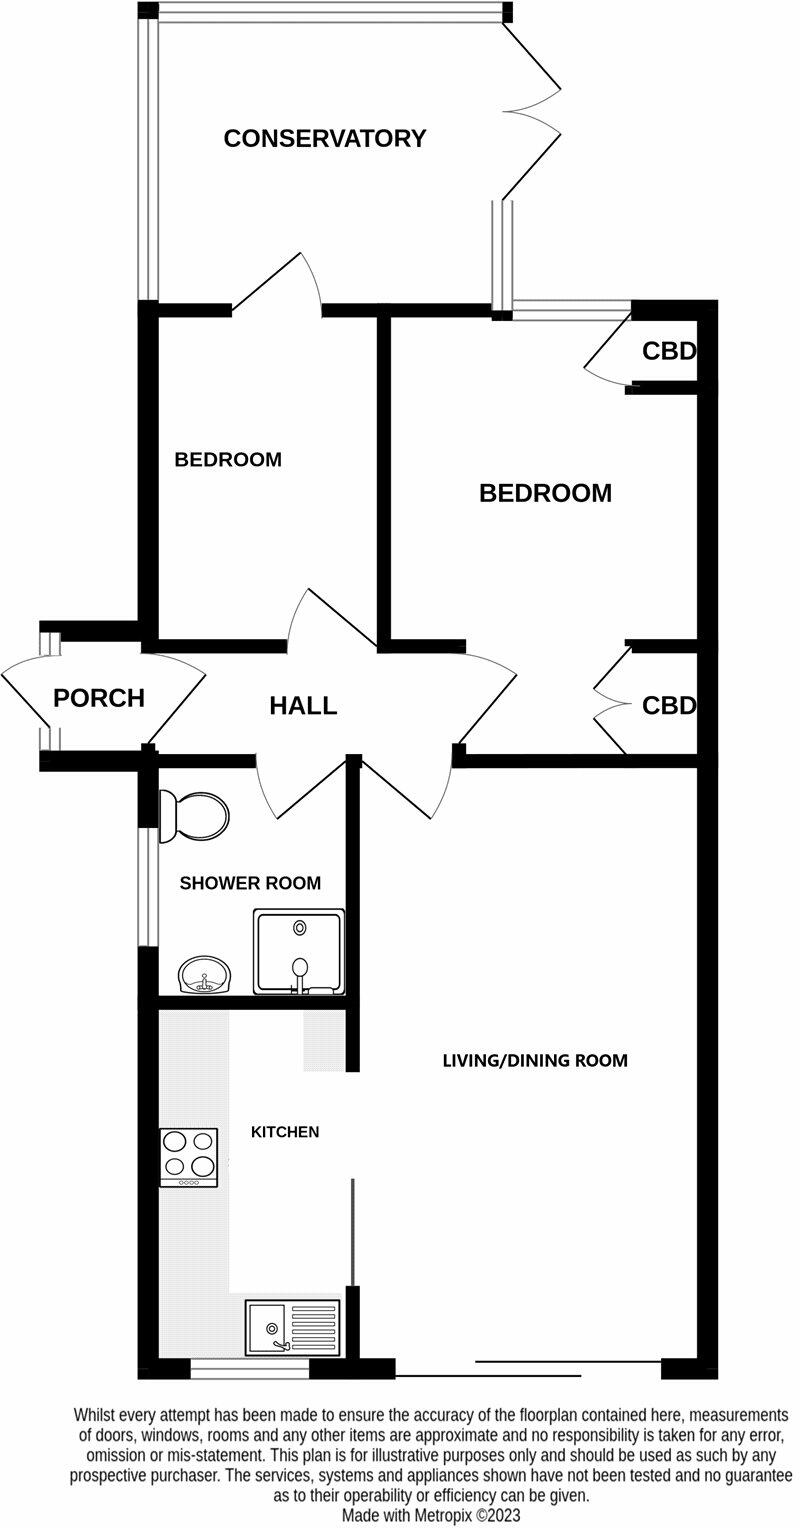 CONSERVATORY
CBD
BEDROOM
BEDROOM
PORCH
HALL
CBD
SHOWER ROOM
LIVING/DINING ROOM
KITCHEN
Whilst every attempt has been made to ensure the accuracy of the floorplan contained here, measurements
of doors, windows, rooms and any other items are approximate and no responsibility is taken for any error,
omission or mis-statement. This plan is for illustrative purposes only and should be used as such by any
prospective purchaser. The services, systems and appliances shown have not been tested and no guarantee
as to their operability or efficiency can be given.
Made with Metropix ©2023